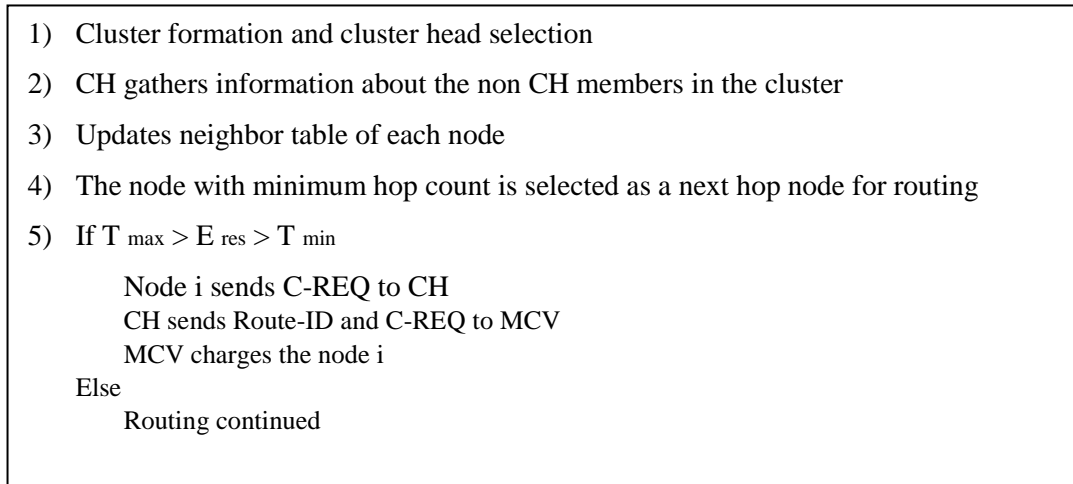 1) Cluster formation and cluster head selection
2) CH gathers information about the non CH members in the cluster
3) Updates neighbor table of each node
4) The node with minimum hop count is selected as a next hop node for routing
5) If T max > E res > T min
Node i sends C-REQ to CH
CH sends Route-ID and C-REQ to MCV
MCV charges the node i
Else
Routing continued